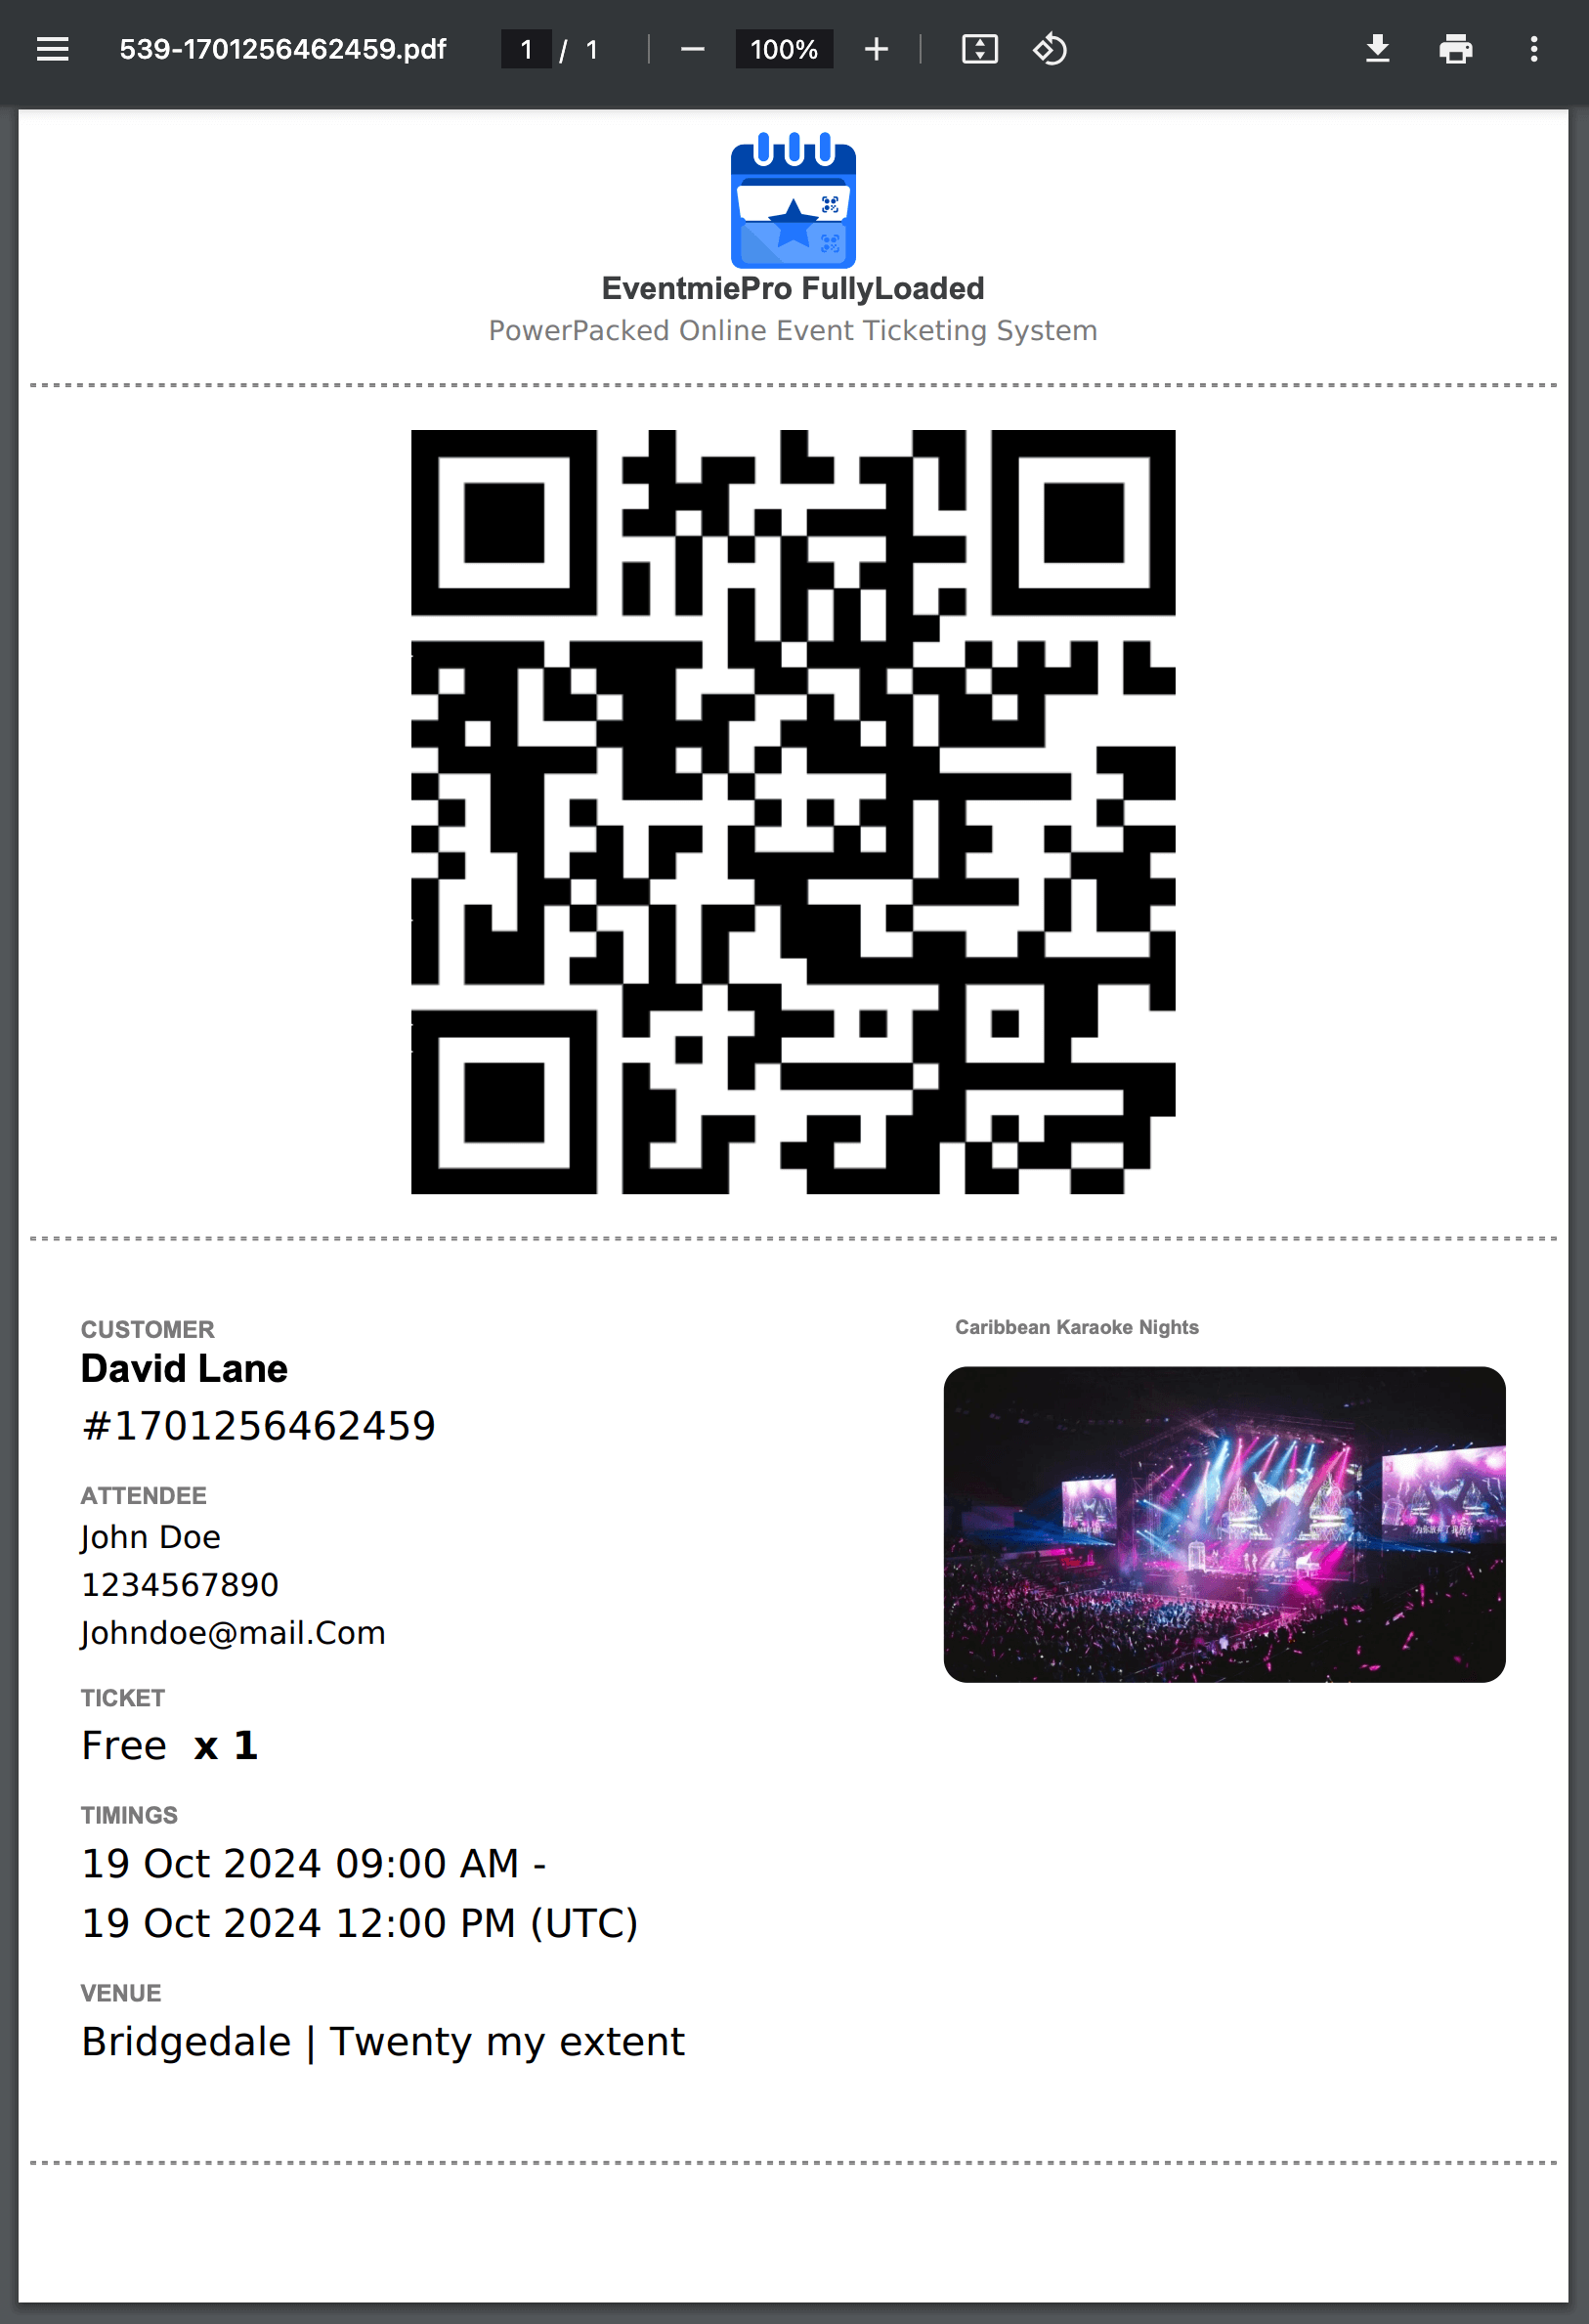 539-1701256462459.pdf
1 / 1
100%
EventmiePro FullyLoaded
PowerPacked Online Event Ticketing System
CUSTOMER
David Lane
#1701256462459
ATTENDEE
John Doe
1234567890
Johndoe@mail.Com
TICKET
Free x 1
TIMINGS
19 Oct 2024 09:00 AM -
19 Oct 2024 12:00 PM (UTC)
VENUE
Bridgedale | Twenty my extent
Caribbean Karaoke Nights